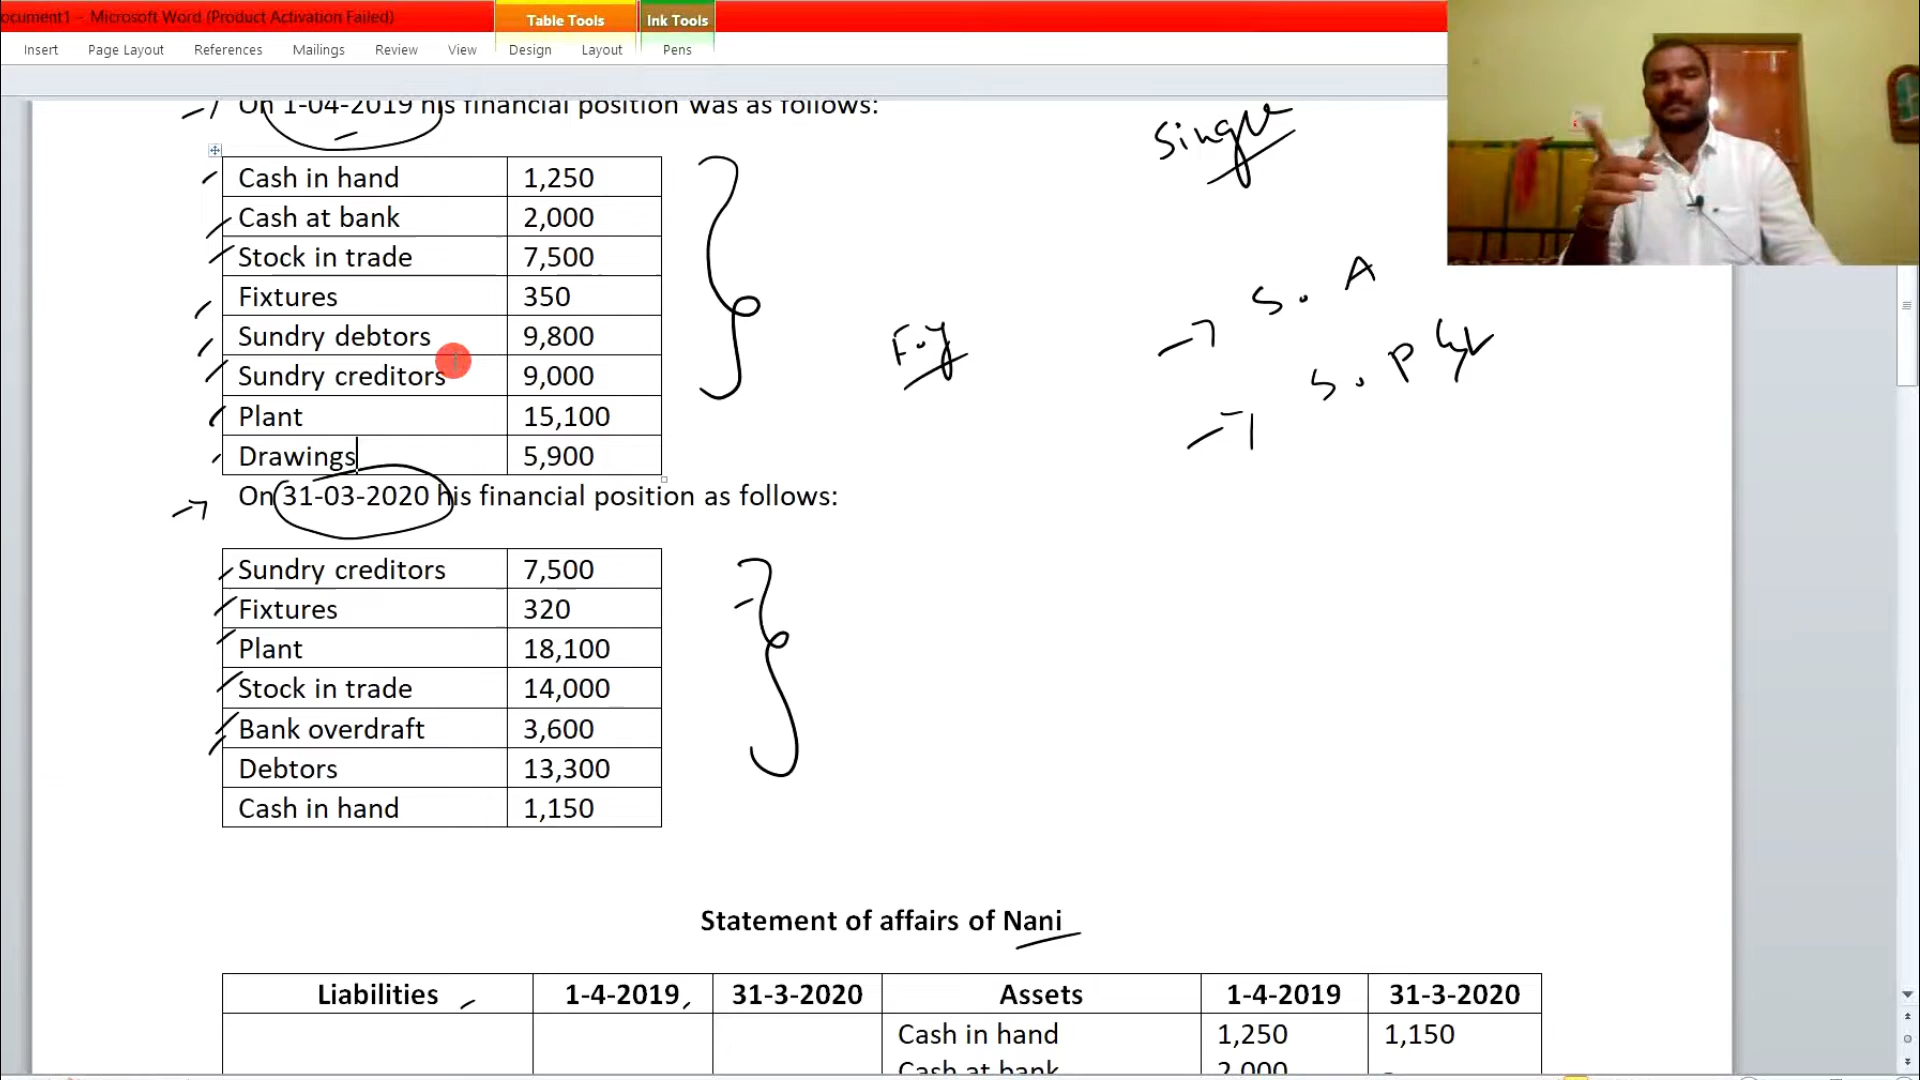 ocument1 - Microsoft Word (Product Activation Failed)
Table Tools
Ink Tools
Insert Page Layout References Mailings Review View Design Layout Pens
On 1-04-2019 his financial position was as follows:
Cash in hand 1,250
Cash at bank 2,000
Stock in trade 7,500
Fixtures 350
Sundry debtors 9,800
Sundry creditors 9,000
Plant 15,100
Drawings 5,900
Single
S. A
On 31-03-2020 his financial position as follows:
Sundry creditors 7,500
Fixtures 320
Plant 18,100
Stock in trade 14,000
Bank overdraft 3,600
Debtors 13,300
Cash in hand 1,150
Statement of affairs of Nani
Liabilities 1-4-2019 31-3-2020 Assets 1-4-2019 31-3-2020
Cash in hand 1,250 1,150
Cash at bank 2,000 -